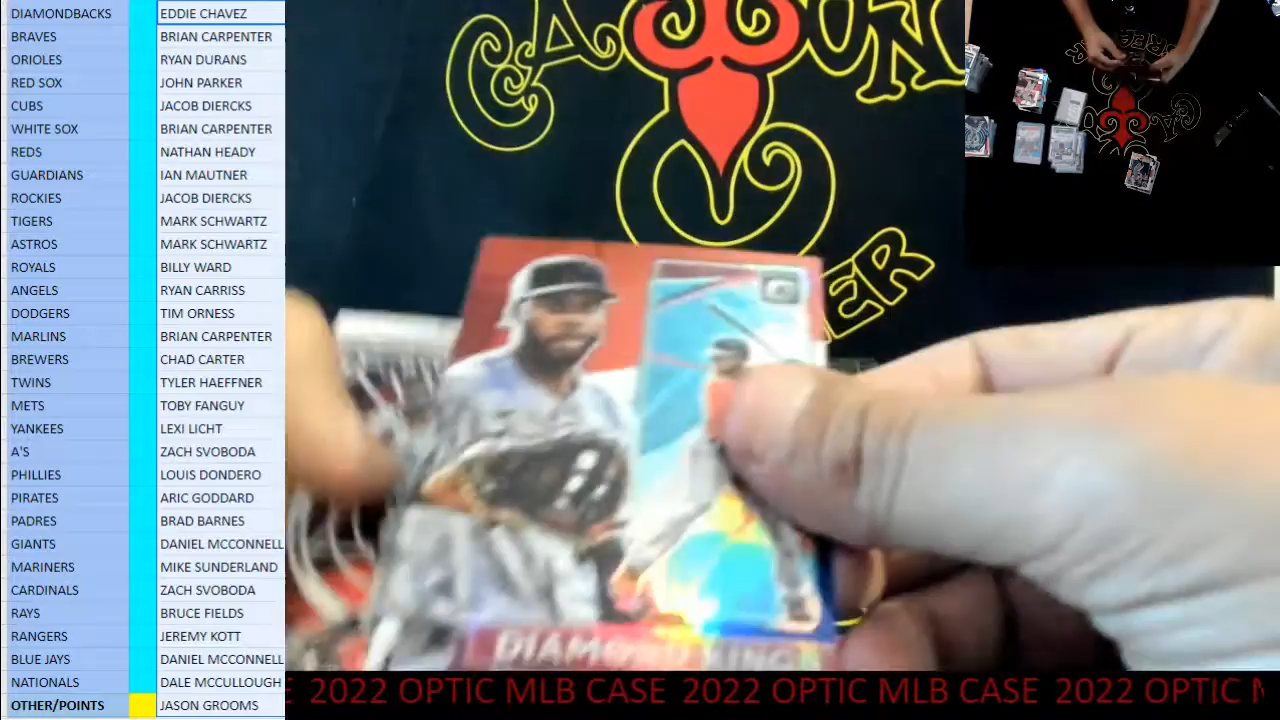 DIAMONDBACKS EDDIE CHAVEZ
BRAVES BRIAN CARPENTER
ORIOLES RYAN DURANS
RED SOX JOHN PARKER
CUBS JACOB DIERCKS
WHITE SOX BRIAN CARPENTER
REDS NATHAN HEADY
GUARDIANS IAN MAUTNER
ROCKIES JACOB DIERCKS
TIGERS MARK SCHWARTZ
ASTROS MARK SCHWARTZ
ROYALS BILLY WARD
ANGELS RYAN CARRISS
DODGERS TIM ORNESS
MARLINS BRIAN CARPENTER
BREWERS CHAD CARTER
TWINS TYLER HAEFFNER
METS TOBY FANGUY
YANKEES LEXI LICHT
A'S ZACH SVOBODA
PHILLIES LOUIS DONDERO
PIRATES ARIC GODDARD
PADRES BRAD BARNES
GIANTS DANIEL MCCONNELL
MARINERS MIKE SUNDERLAND
CARDINALS ZACH SVOBODA
RAYS BRUCE FIELDS
RANGERS JEREMY KOTT
BLUE JAYS DANIEL MCCONNELL
NATIONALS DALE MCCULLOUGH
OTHER/POINTS JASON GROOMS
CAJUN
ER
DIAMOND KINGS
E 2022 OPTIC MLB CASE 2022 OPTIC MLB CASE 2022 OPTIC M